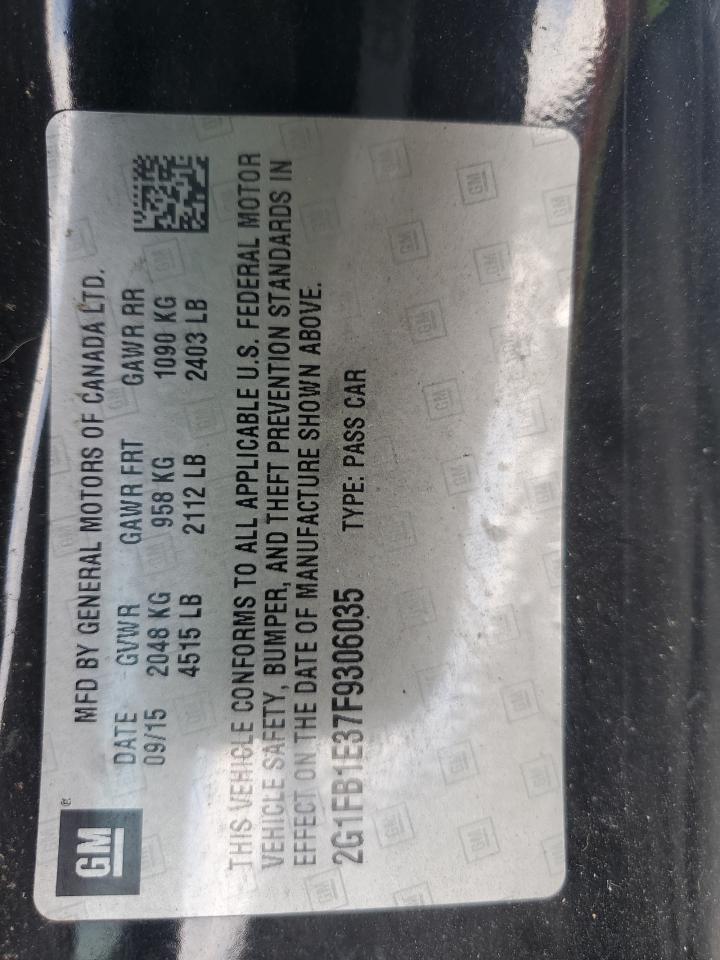 GM ®
MFD BY GENERAL MOTORS OF CANADA LTD.
DATE GVWR GAWR FRT GAWR RR
09/15 2048 KG 958 KG 1090 KG
4515 LB 2112 LB 2403 LB
THIS VEHICLE CONFORMS TO ALL APPLICABLE U.S. FEDERAL MOTOR
VEHICLE SAFETY, BUMPER, AND THEFT PREVENTION STANDARDS IN
EFFECT ON THE DATE OF MANUFACTURE SHOWN ABOVE.
2G1FB1E37F9306035 TYPE: PASS CAR